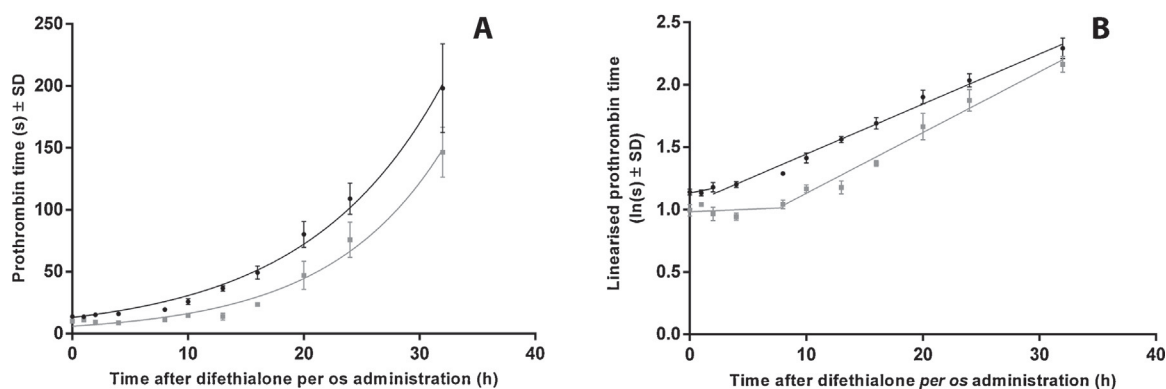 A
250
200
150
100
50
0
Prothrombin time (s) ± SD
0 10 20 30 40
Time after difethialone per os administration (h)
B
2.5
2.0
1.5
1.0
0.5
0.0
Linearised prothrombin time
(ln(s) ± SD)
0 10 20 30 40
Time after difethialone per os administration (h)